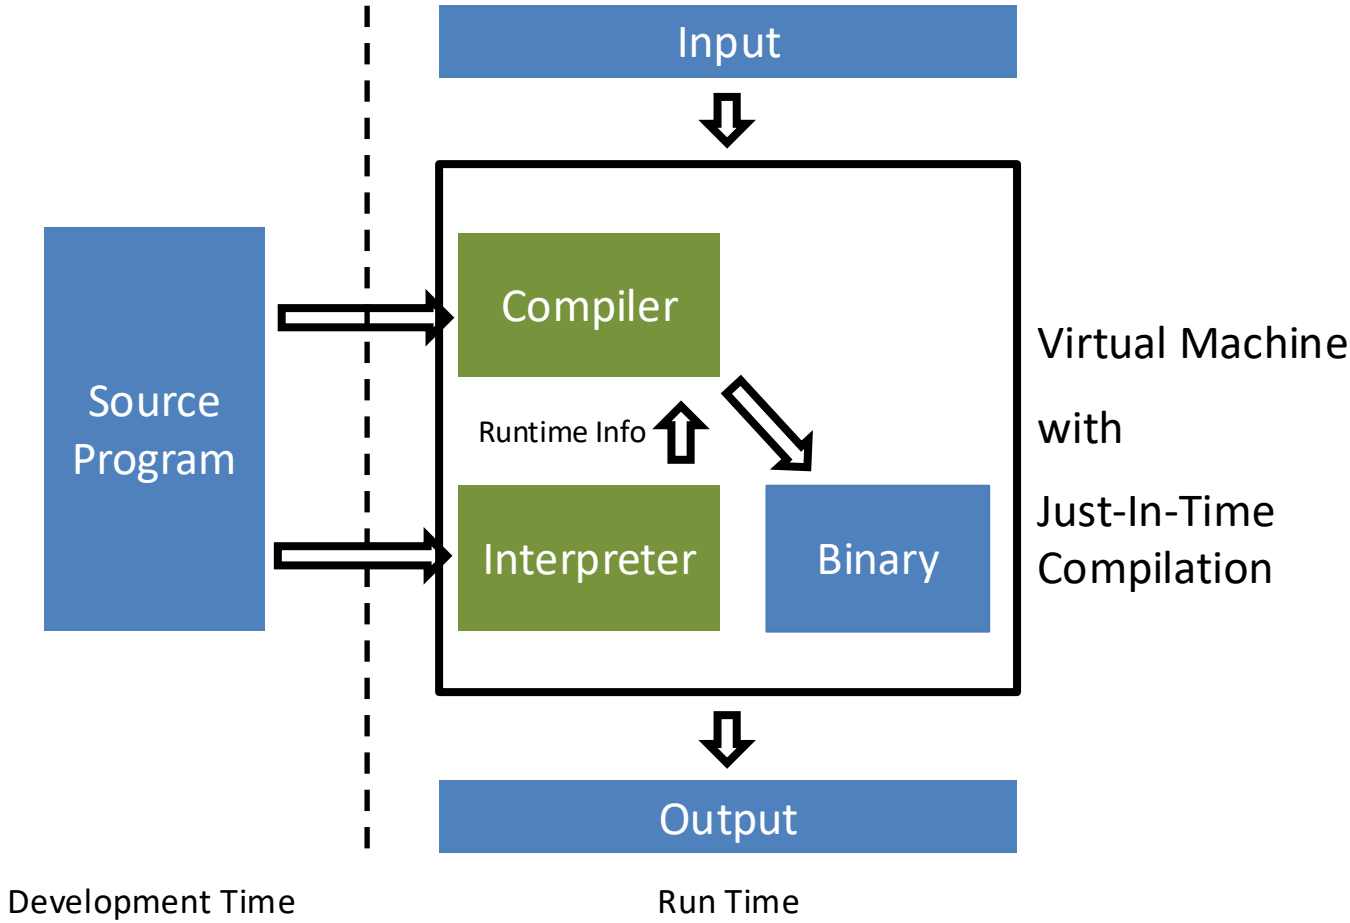 Input
Source
Program
Compiler
Runtime Info
Interpreter
Binary
Virtual Machine
with
Just-In-Time
Compilation
Output
Development Time
Run Time